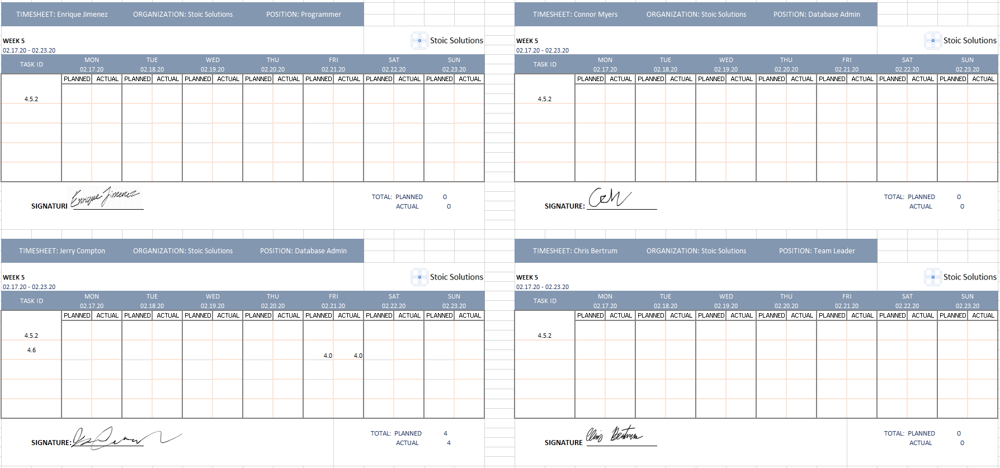 TIMESHEET: Enrique Jimenez ORGANIZATION: Stoic Solutions POSITION: Programmer
WEEK 5 Stoic Solutions
02.17.20 - 02.23.20
TASK ID MON TUE WED THU FRI SAT SUN
02.17.20 02.18.20 02.19.20 02.20.20 02.21.20 02.22.20 02.23.20
PLANNED ACTUAL PLANNED ACTUAL PLANNED ACTUAL PLANNED ACTUAL PLANNED ACTUAL PLANNED ACTUAL PLANNED ACTUAL
4.5.2
Enrique Jimenez
TOTAL: PLANNED 0
SIGNATURI ACTUAL 0
TIMESHEET: Connor Myers ORGANIZATION: Stoic Solutions POSITION: Database Admin
WEEK 5 Stoic Solutions
02.17.20 - 02.23.20
TASK ID MON TUE WED THU FRI SAT SUN
02.17.20 02.18.20 02.19.20 02.20.20 02.21.20 02.22.20 02.23.20
PLANNED ACTUAL PLANNED ACTUAL PLANNED ACTUAL PLANNED ACTUAL PLANNED ACTUAL PLANNED ACTUAL PLANNED ACTUAL
4.5.2
TOTAL: PLANNED 0
SIGNATURE: ACTUAL 0
TIMESHEET: Jerry Compton ORGANIZATION: Stoic Solutions POSITION: Database Admin
WEEK 5 Stoic Solutions
02.17.20 - 02.23.20
TASK ID MON TUE WED THU FRI SAT SUN
02.17.20 02.18.20 02.19.20 02.20.20 02.21.20 02.22.20 02.23.20
PLANNED ACTUAL PLANNED ACTUAL PLANNED ACTUAL PLANNED ACTUAL PLANNED ACTUAL PLANNED ACTUAL PLANNED ACTUAL
4.5.2
4.6 4.0 4.0
TOTAL: PLANNED 4
SIGNATURE: ACTUAL 4
TIMESHEET: Chris Bertrum ORGANIZATION: Stoic Solutions POSITION: Team Leader
WEEK 5 Stoic Solutions
02.17.20 - 02.23.20
TASK ID MON TUE WED THU FRI SAT SUN
02.17.20 02.18.20 02.19.20 02.20.20 02.21.20 02.22.20 02.23.20
PLANNED ACTUAL PLANNED ACTUAL PLANNED ACTUAL PLANNED ACTUAL PLANNED ACTUAL PLANNED ACTUAL PLANNED ACTUAL
4.5.2
Chris Bertrum
TOTAL: PLANNED 0
SIGNATURE ACTUAL 0